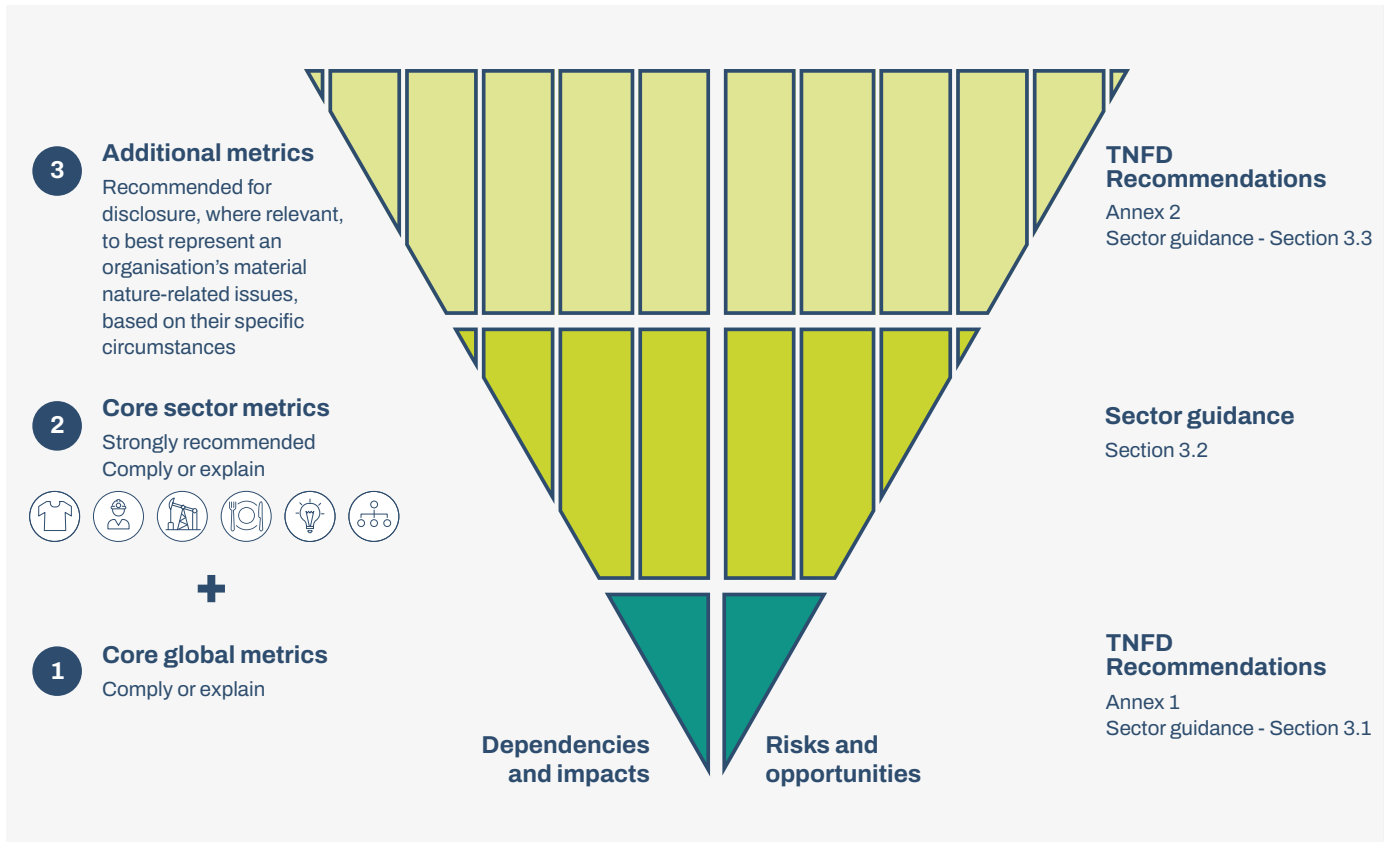 3
Additional metrics
Recommended for
disclosure, where relevant,
to best represent an
organisation’s material
nature-related issues,
based on their specific
circumstances
TNFD
Recommendations
Annex 2
Sector guidance - Section 3.3
2
Core sector metrics
Strongly recommended
Comply or explain
Sector guidance
Section 3.2
1
Core global metrics
Comply or explain
TNFD
Recommendations
Annex 1
Sector guidance - Section 3.1
Dependencies
and impacts
Risks and
opportunities